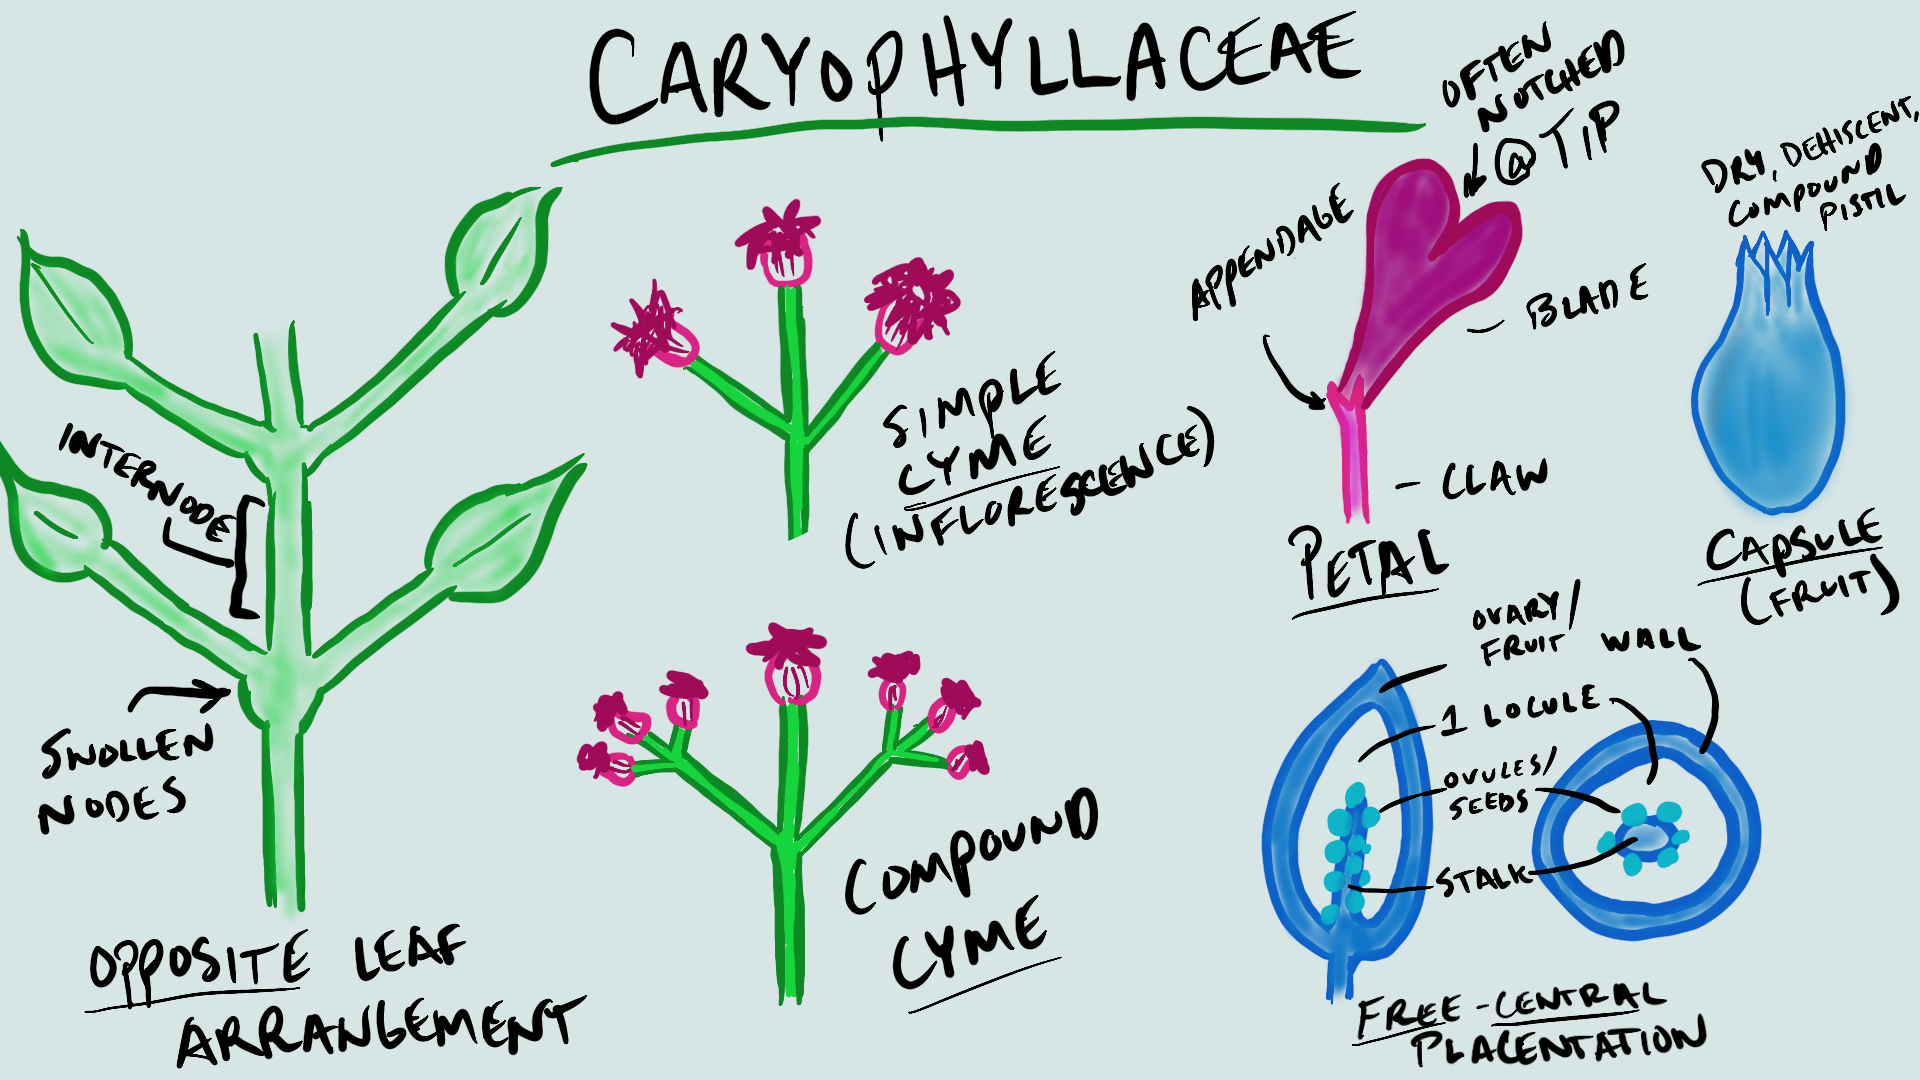 CARYOPHYLLACEAE
INTERNODE
SWOLLEN
NODES
OPPOSITE LEAF
ARRANGEMENT
SIMPLE
CYME
(INFLORESCENCE)
COMPOUND
CYME
OFTEN
NOTCHED
@ TIP
APPENDAGE
BLADE
CLAW
PETAL
DRY, DEHISCENT,
COMPOUND
PISTIL
CAPSULE
(FRUIT)
OVARY/
FRUIT WALL
1 LOCULE
OVULES/
SEEDS
STALK
FREE-CENTRAL
PLACENTATION